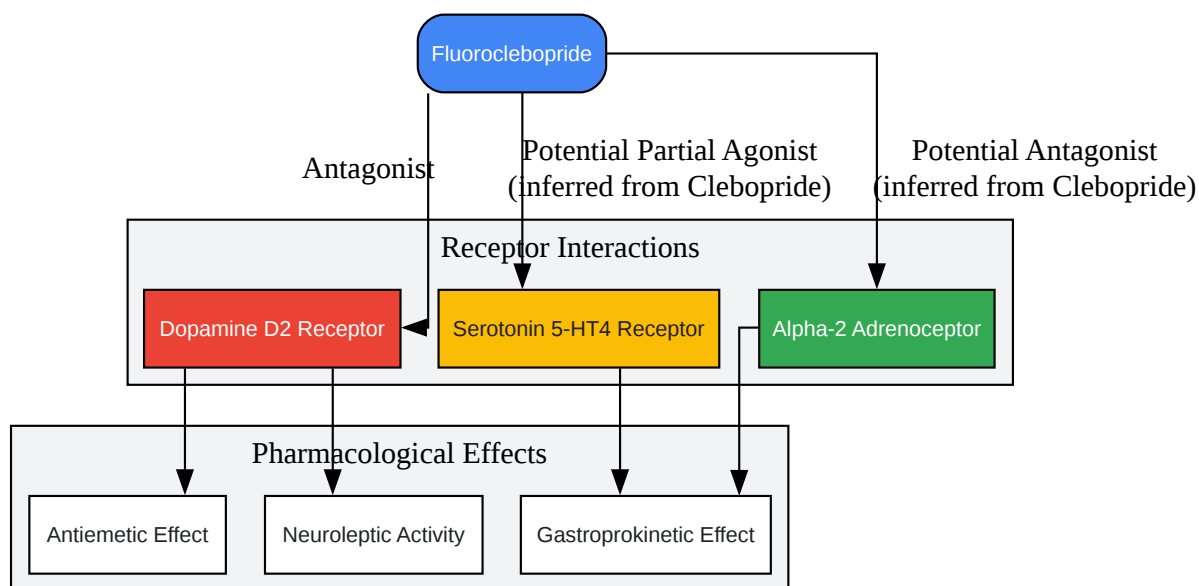 Fluoroclebopride
Antagonist
Potential Partial Agonist
(inferred from Clebopride)
Potential Antagonist
(inferred from Clebopride)
Receptor Interactions
Dopamine D2 Receptor
Serotonin 5-HT4 Receptor
Alpha-2 Adrenoceptor
Pharmacological Effects
Antiemetic Effect
Neuroleptic Activity
Gastroprokinetic Effect